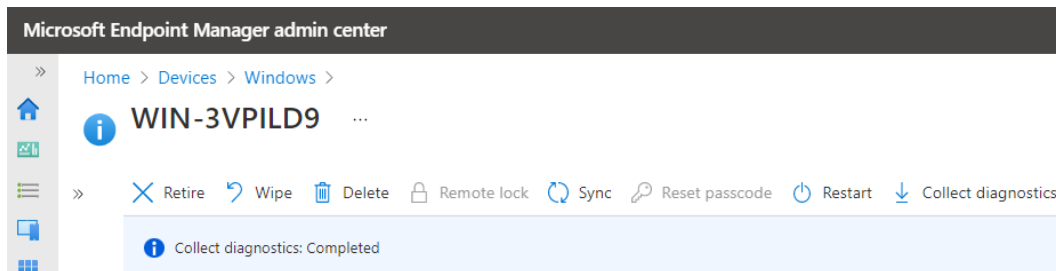 Microsoft Endpoint Manager admin center
Home > Devices > Windows >
WIN-3VPILD9 ...
Retire Wipe Delete Remote lock Sync Reset passcode Restart Collect diagnostics
Collect diagnostics: Completed